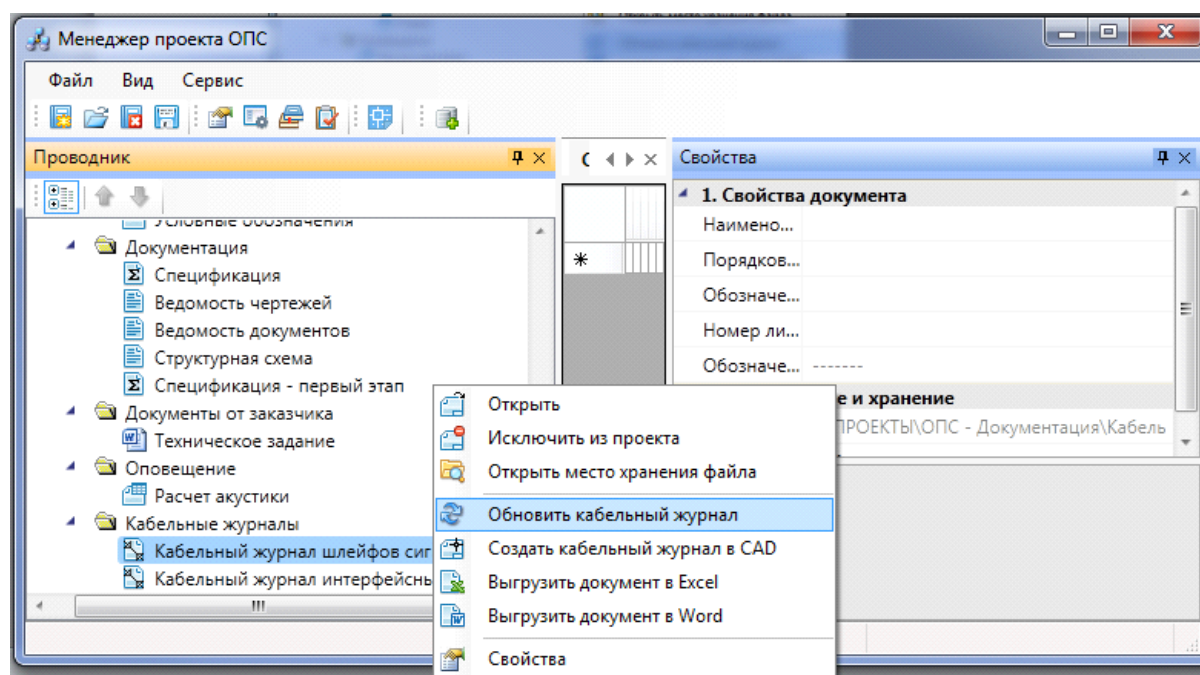 Менеджер проекта ОПС
Файл Вид Сервис
Проводник
Свойства
1. Свойства документа
Наимено...
Порядков...
Обозначе...
Номер ли...
Обозначе... -------
е и хранение
ПРОЕКТЫ\ОПС - Документация\Кабель
Условные обозначения
Документация
Спецификация
Ведомость чертежей
Ведомость документов
Структурная схема
Спецификация - первый этап
Документы от заказчика
Техническое задание
Оповещение
Расчет акустики
Кабельные журналы
Кабельный журнал шлейфов сиг
Кабельный журнал интерфейсны
Открыть
Исключить из проекта
Открыть место хранения файла
Обновить кабельный журнал
Создать кабельный журнал в CAD
Выгрузить документ в Excel
Выгрузить документ в Word
Свойства